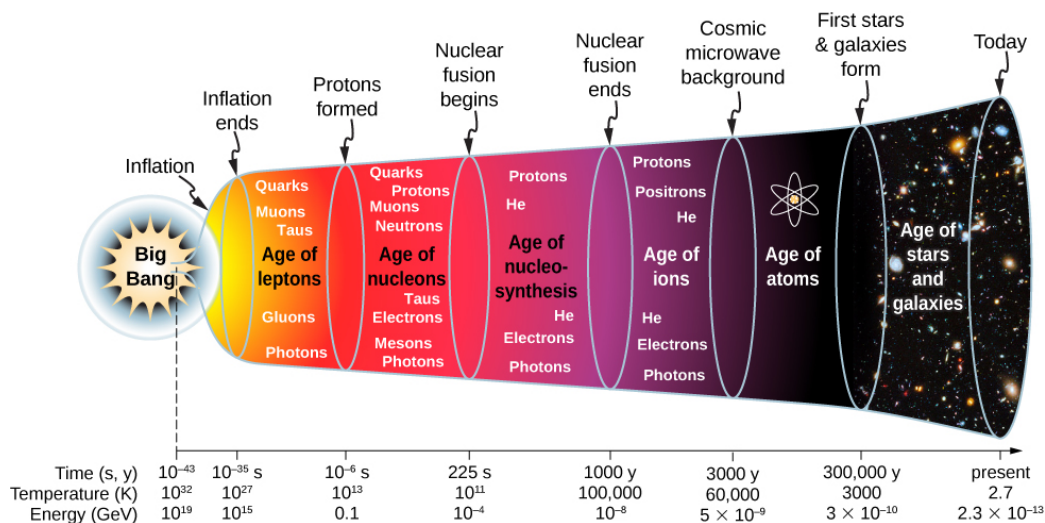 Inflation
Inflation
ends
Protons
formed
Nuclear
fusion
begins
Nuclear
fusion
ends
Cosmic
microwave
background
First stars
& galaxies
form
Today
Big
Bang
Quarks
Muons
Taus
Age of
leptons
Gluons
Photons
Quarks
Protons
Muons
Neutrons
Age of
nucleons
Taus
Electrons
Mesons
Photons
Protons
He
Age of
nucleo-
synthesis
He
Electrons
Photons
Protons
Positrons
He
Age of
ions
He
Electrons
Photons
Age of
atoms
Age of
stars
and
galaxies
Time (s, y) 10⁻⁴³ 10⁻³⁵ s 10⁻⁶ s 225 s 1000 y 3000 y 300,000 y present
Temperature (K) 10³² 10²⁷ 10¹³ 10¹¹ 100,000 60,000 3000 2.7
Energy (GeV) 10¹⁹ 10¹⁵ 0.1 10⁻⁴ 10⁻⁸ 5 × 10⁻⁹ 3 × 10⁻¹⁰ 2.3 × 10⁻¹³